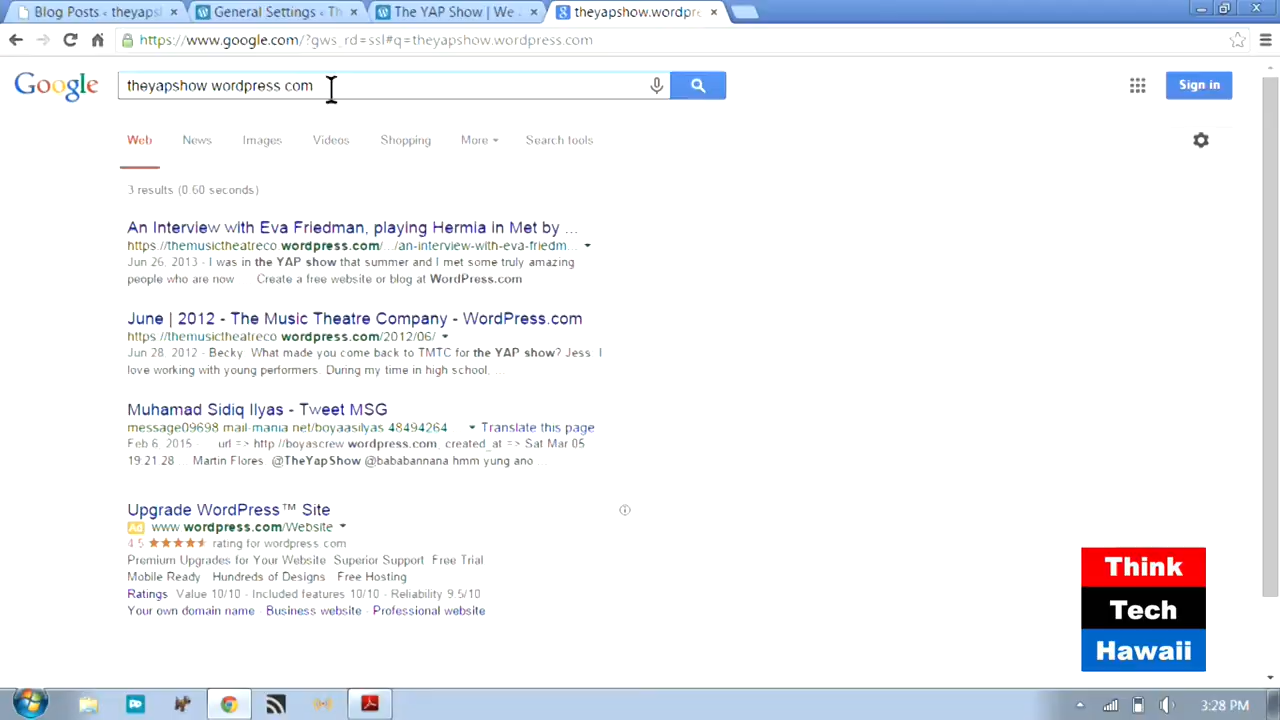 Blog Posts ‹ theyaps
General Settings ‹ Th
The YAP Show | We
theyapshow.wordpre
https://www.google.com/?gws_rd=ssl#q=theyapshow.wordpress.com
Google
theyapshow wordpress com
Sign in
Web News Images Videos Shopping More Search tools
3 results (0 60 seconds)
An Interview with Eva Friedman, playing Hermia in Met by ...
https://themusictheatreco wordpress.com/.../an-interview-with-eva-friedm...
Jun 26, 2013 - I was in the YAP show that summer and I met some truly amazing
people who are now Create a free website or blog at WordPress.com
June | 2012 - The Music Theatre Company - WordPress.com
https //themusictheatreco wordpress.com/2012/06/
Jun 28, 2012 - Becky What made you come back to TMTC for the YAP show? Jess I
love working with young performers. During my time in high school, ...
Muhamad Sidiq Ilyas - Tweet MSG
message09698 mail-mania net/boyaasilyas 48494264 Translate this page
Feb 6, 2015 - url => http://boyascrew wordpress.com, created_at => Sat Mar 05
19 21 28 ... Martin Flores @TheYapShow @bababannana hmm yung ano ...
Upgrade WordPress™ Site
Ad www wordpress.com/Website
4 5 ★★★★★ rating for wordpress com
Premium Upgrades for Your Website Superior Support Free Trial
Mobile Ready Hundreds of Designs Free Hosting
Ratings Value 10/10 - Included features 10/10 - Reliability 9.5/10
Your own domain name - Business website - Professional website
Think
Tech
Hawaii
3:28 PM